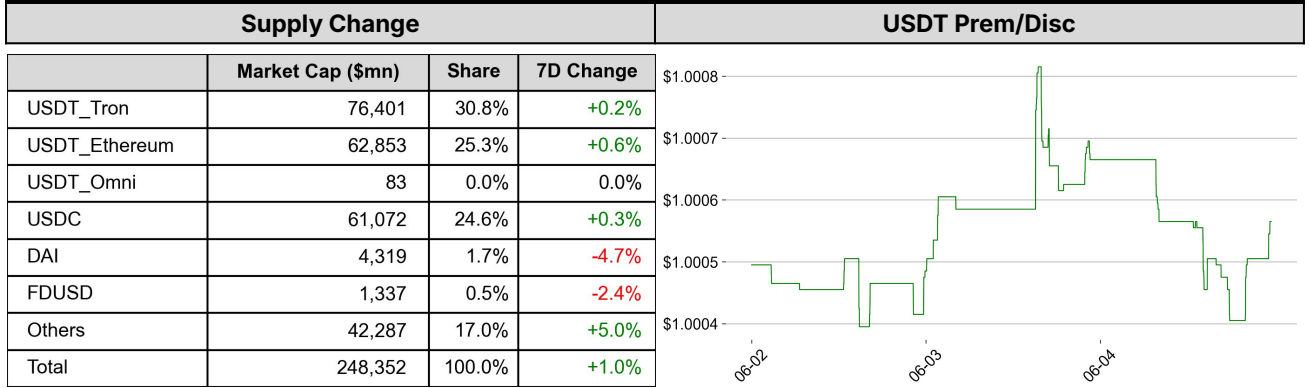 Supply Change
Market Cap ($mn) Share 7D Change
USDT_Tron 76,401 30.8% +0.2%
USDT_Ethereum 62,853 25.3% +0.6%
USDT_Omni 83 0.0% 0.0%
USDC 61,072 24.6% +0.3%
DAI 4,319 1.7% -4.7%
FDUSD 1,337 0.5% -2.4%
Others 42,287 17.0% +5.0%
Total 248,352 100.0% +1.0%
USDT Prem/Disc
$1.0008
$1.0007
$1.0006
$1.0005
$1.0004
06-02 06-03 06-04